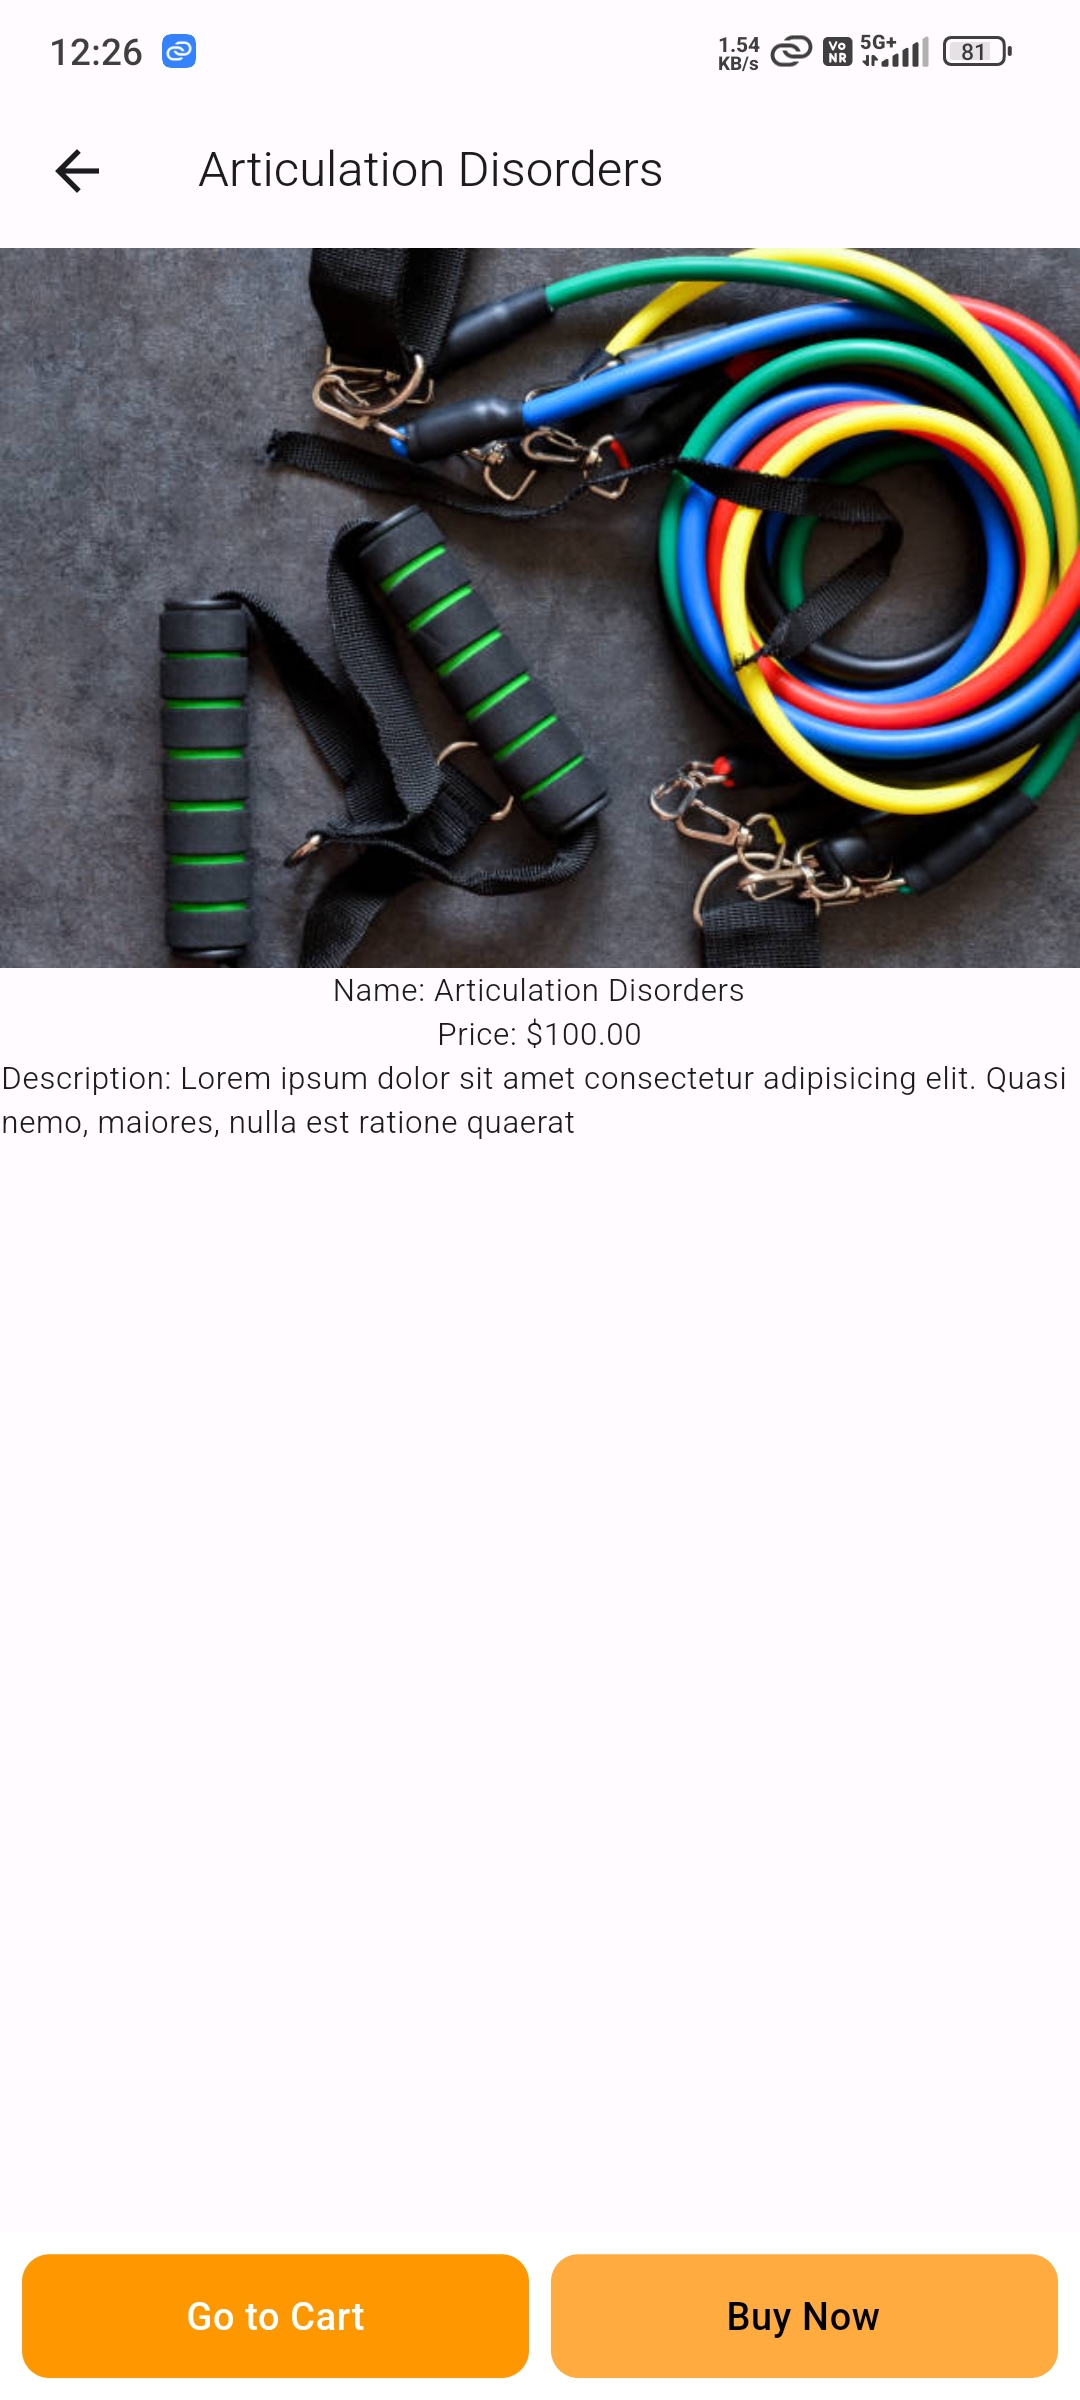 12:26
1.54 KB/s Vo NR 5G+ 81
Articulation Disorders
Name: Articulation Disorders
Price: $100.00
Description: Lorem ipsum dolor sit amet consectetur adipisicing elit. Quasi
nemo, maiores, nulla est ratione quaerat
Go to Cart
Buy Now